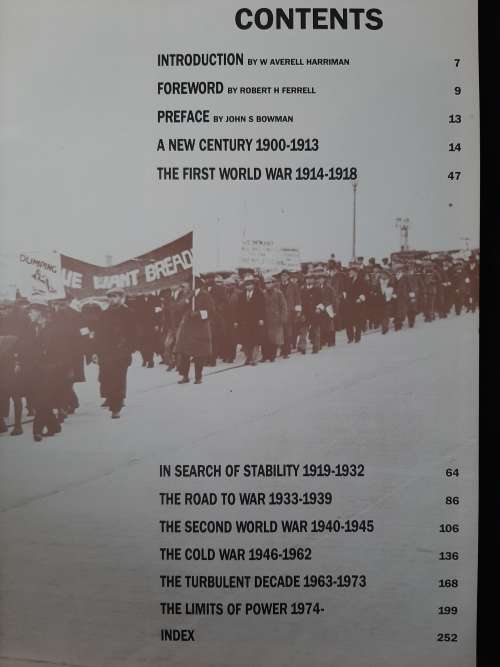 CONTENTS
INTRODUCTION BY W AVERELL HARRIMAN 7
FOREWORD BY ROBERT H FERRELL 9
PREFACE BY JOHN S BOWMAN 13
A NEW CENTURY 1900-1913 14
THE FIRST WORLD WAR 1914-1918 47
DUMPING
WE WANT BREAD
IN SEARCH OF STABILITY 1919-1932 64
THE ROAD TO WAR 1933-1939 86
THE SECOND WORLD WAR 1940-1945 106
THE COLD WAR 1946-1962 136
THE TURBULENT DECADE 1963-1973 168
THE LIMITS OF POWER 1974- 199
INDEX 252